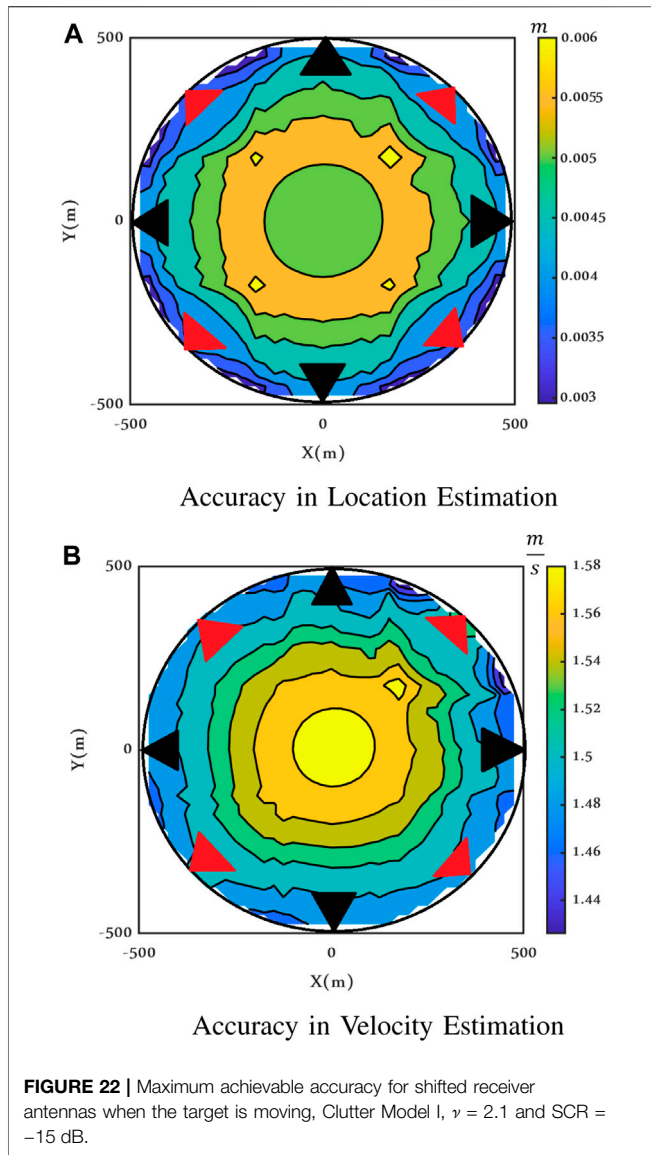 A
m
500
0
-500
Y(m)
-500
0
500
X(m)
0.006
0.0055
0.005
0.0045
0.004
0.0035
0.003
Accuracy in Location Estimation
B
m
s
500
0
-500
Y(m)
-500
0
500
X(m)
1.58
1.56
1.54
1.52
1.5
1.48
1.46
1.44
Accuracy in Velocity Estimation
FIGURE 22 | Maximum achievable accuracy for shifted receiver
antennas when the target is moving, Clutter Model I, ν = 2.1 and SCR =
−15 dB.